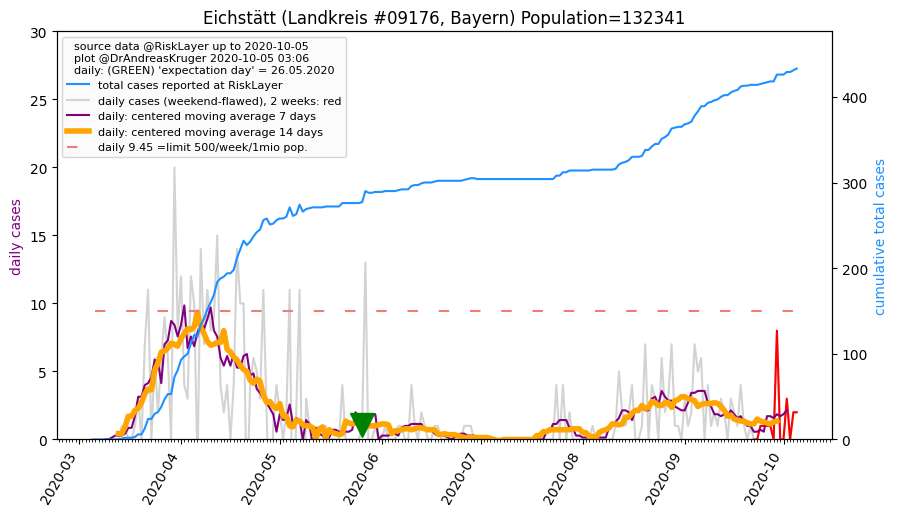 Eichstätt (Landkreis #09176, Bayern) Population=132341
source data @RiskLayer up to 2020-10-05
plot @DrAndreasKruger 2020-10-05 03:06
daily: (GREEN) 'expectation day' = 26.05.2020
total cases reported at RiskLayer
daily cases (weekend-flawed), 2 weeks: red
daily: centered moving average 7 days
daily: centered moving average 14 days
daily 9.45 =limit 500/week/1mio pop.
daily cases
30
25
20
15
10
5
0
cumulative total cases
400
300
200
100
0
2020-03
2020-04
2020-05
2020-06
2020-07
2020-08
2020-09
2020-10